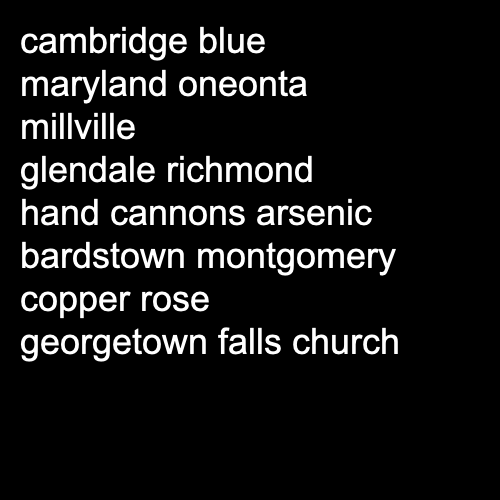 cambridge blue
maryland oneonta
millville
glendale richmond
hand cannons arsenic
bardstown montgomery
copper rose
georgetown falls church